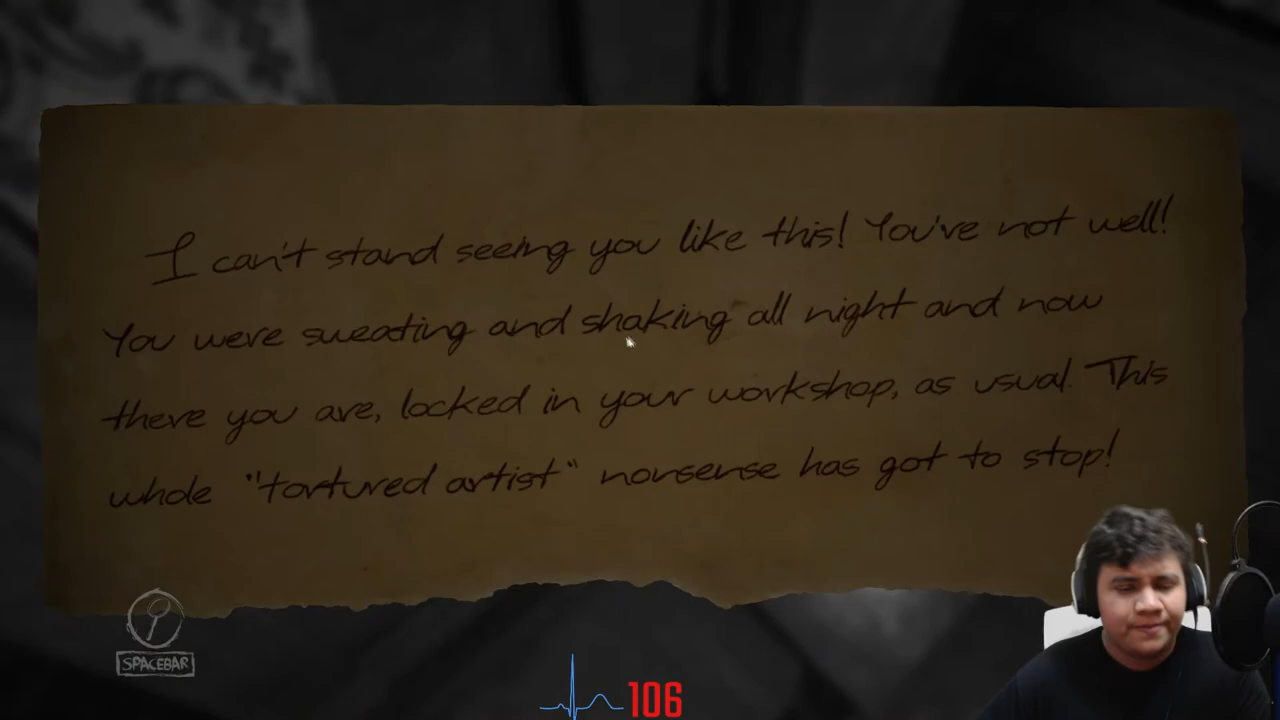 I can't stand seeing you like this! You've not well!
You were sweating and shaking all night and now
there you are, locked in your workshop, as usual. This
whole "tortured artist" nonsense has got to stop!
SPACEBAR
106